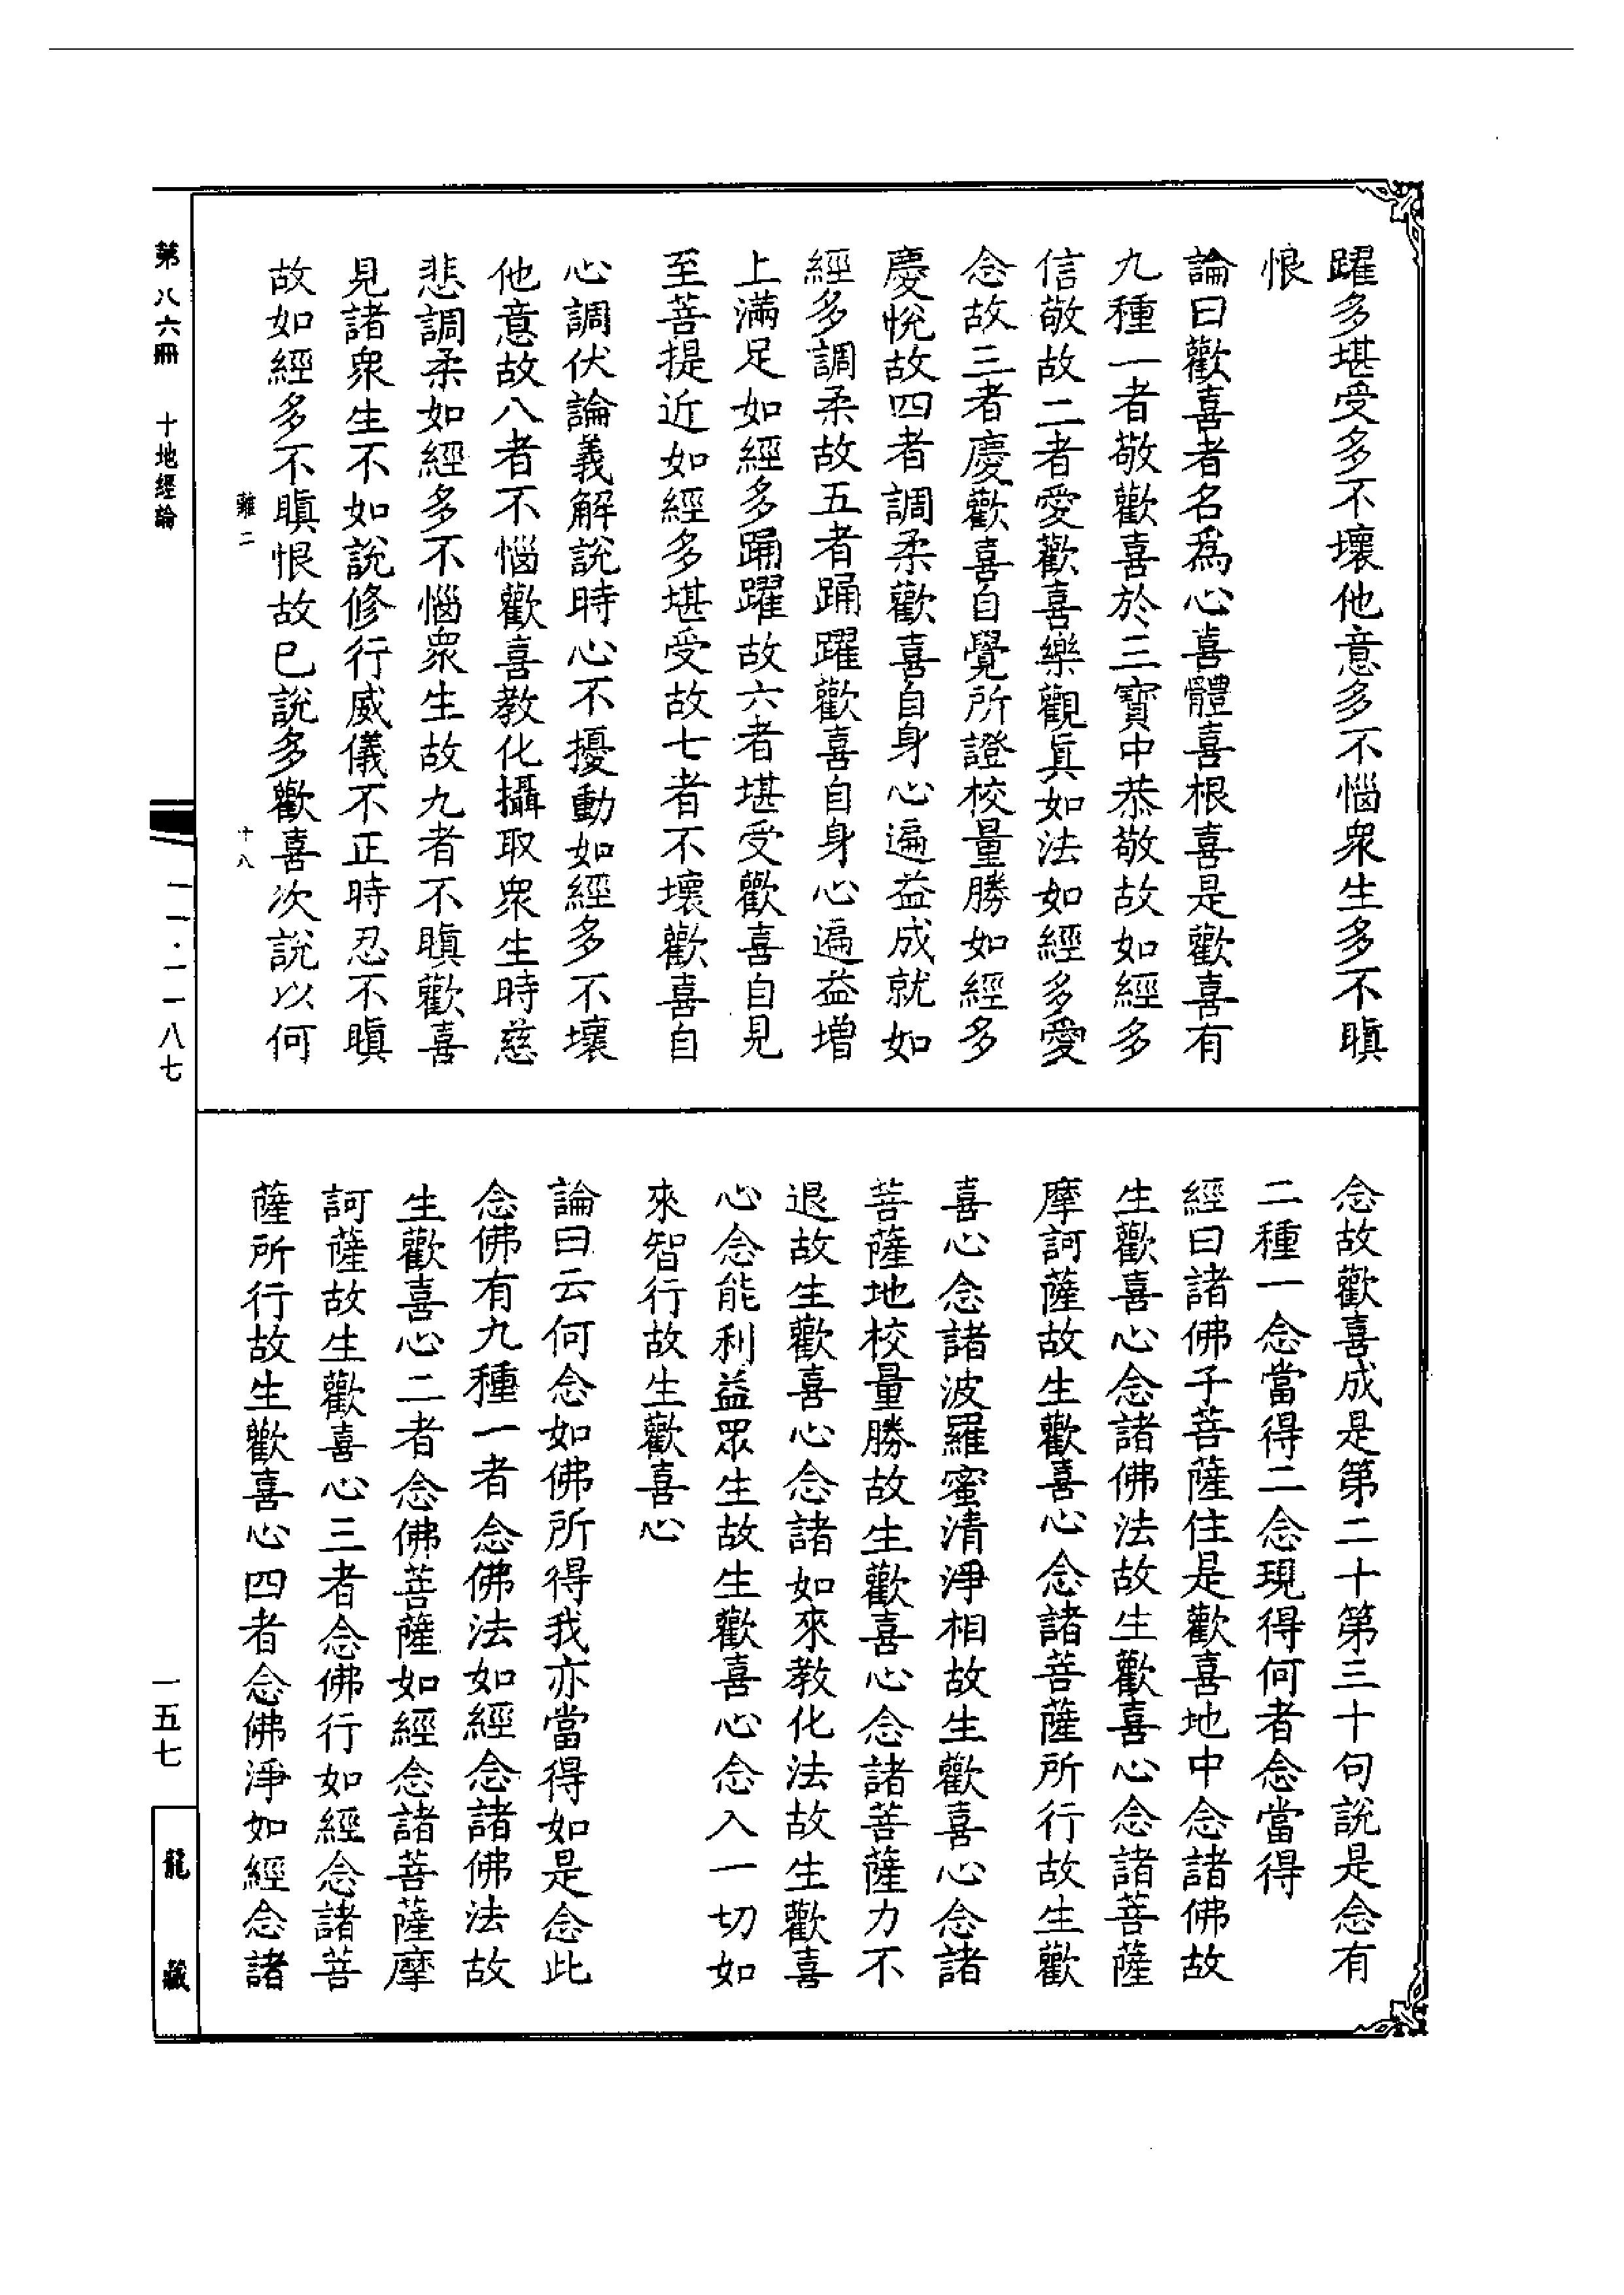 躍多堪受多不壞他意多不惱衆生多不瞋
恨
論曰歡喜者名爲心喜體喜根喜是歡喜有
九種一者敬歡喜於三寶中恭敬故如經多
信敬故二者愛歡喜樂觀眞如法如經多愛
念故三者慶歡喜自覺所證校量勝如經多
慶悅故四者調柔歡喜自身心遍益成就如
經多調柔故五者踊躍歡喜自身心遍益增
上滿足如經多踊躍故六者堪受歡喜自見
至菩提近如經多堪受故七者不壞歡喜自
心調伏論義解說時心不擾動如經多不壞
他意故八者不惱歡喜教化攝取衆生時慈
悲調柔如經多不惱衆生故九者不瞋歡喜
見諸衆生不如說修行威儀不正時忍不瞋
故如經多不瞋恨故已說多歡喜次說以何
難二
十八
念故歡喜成是第二十第三十句說是念有
二種一念當得二念現得何者念當得
經曰諸佛子菩薩住是歡喜地中念諸佛故
生歡喜心念諸佛法故生歡喜心念諸菩薩
摩訶薩故生歡喜心念諸菩薩所行故生歡
喜心念諸波羅蜜清淨相故生歡喜心念諸
菩薩地校量勝故生歡喜心念諸菩薩力不
退故生歡喜心念諸如來教化法故生歡喜
心念能利益眾生故生歡喜心念入一切如
來智行故生歡喜心
論曰云何念如佛所得我亦當得如是念此
念佛有九種一者念佛法如經念諸佛法故
生歡喜心二者念佛菩薩如經念諸菩薩摩
訶薩故生歡喜心三者念佛行如經念諸菩
薩所行故生歡喜心四者念佛淨如經念諸
第八六冊 十地經論
一一·一一八七
一五七
龍藏